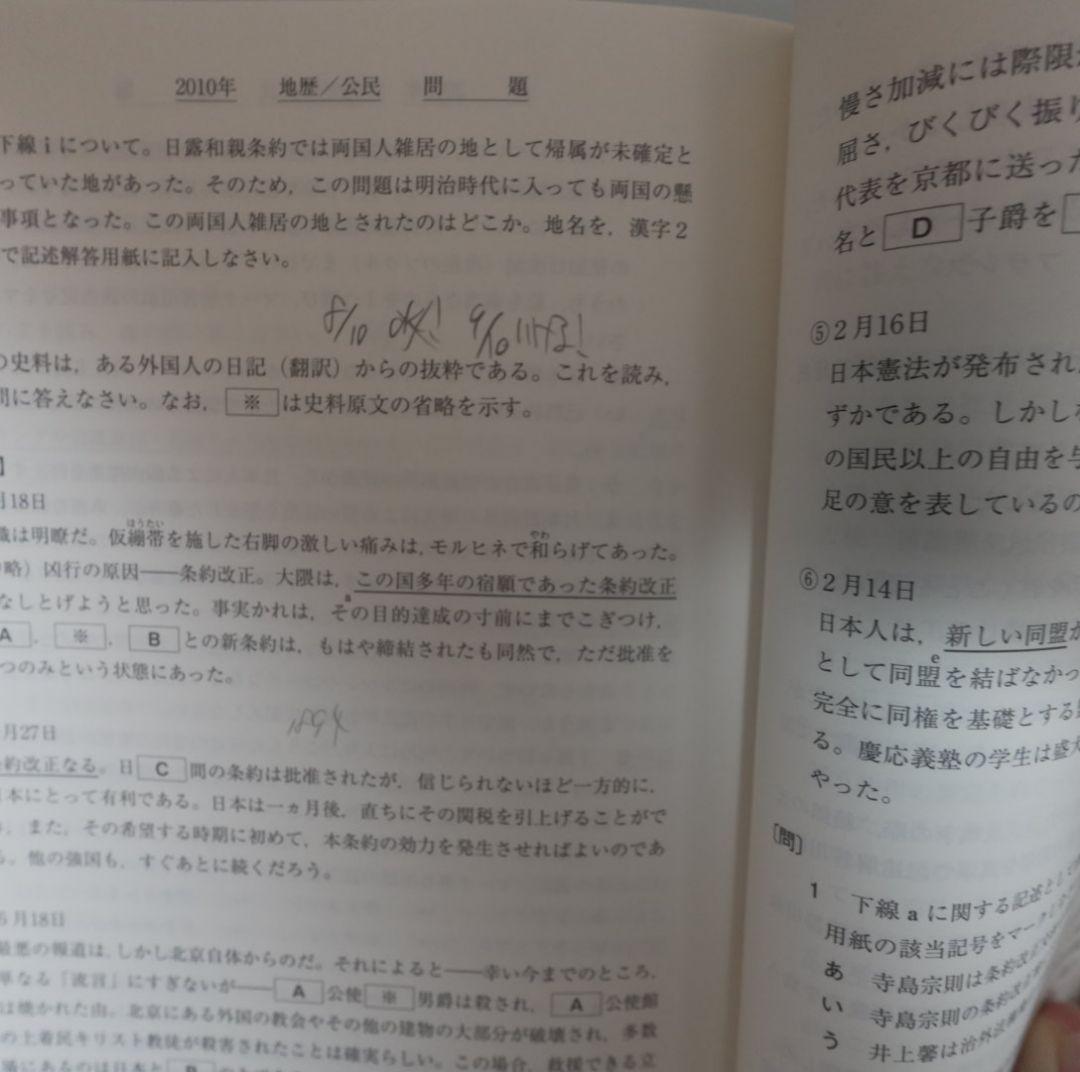 2010年 地歴/公民 問 題
下線iについて。日露和親条約では両国人雑居の地として帰属が未確定と
っていた地があった。そのため、この問題は明治時代に入っても両国の懸
事項となった。この両国人雑居の地とされたのはどこか。地名を、漢字2
で記述解答用紙に記入しなさい。
8/10 9/10
の史料は、ある外国人の日記(翻訳)からの抜粋である。これを読み、
問に答えなさい。なお、※は史料原文の省略を示す。
月18日
識は明瞭だ。仮繃帯を施した右脚の激しい痛みは、モルヒネで和らげてあった。
略)凶行の原因――条約改正。大隈は、この国多年の宿願であった条約改正
a
なしとげようと思った。事実かれは、その目的達成の寸前にまでこぎつけ、
A、※、Bとの新条約は、もはや締結されたも同然で、ただ批准を
つのみという状態にあった。
1894
月27日
約改正なる。日C間の条約は批准されたが、信じられないほど一方的に、
日本にとって有利である。日本は一ヵ月後、直ちにその関税を引上げることがで
、また、その希望する時期に初めて、本条約の効力を発生させればよいのであ
る。他の強国も、すぐあとに続くだろう。
月18日
最悪の報道は、しかし北京自体からのだ。それによると――幸い今までのところ、
単なる「流言」にすぎないが――A公使※男爵は殺され、A公使館
は焼かれた由。北京にある外国の教会やその他の建物の大部分が破壊され、多数
の土着民キリスト教徒が殺害されたことは確実らしい。この場合、救援できる立
場にあるのは日本と
慢さ加減には際限が
屈さ、びくびく振り
代表を京都に送った
名とD子爵を
⑤2月16日
日本憲法が発布され
ずかである。しかし
の国民以上の自由を与
足の意を表しているの
⑥2月14日
日本人は、新しい同盟が
e
として同盟を結ばなかっ
完全に同権を基礎とする
る。慶応義塾の学生は盛大
やった。
〔問〕
1 下線aに関する記述として
用紙の該当記号をマークし
あ 寺島宗則は条約改
い 寺島宗則の条約改
う 井上馨は治外法権